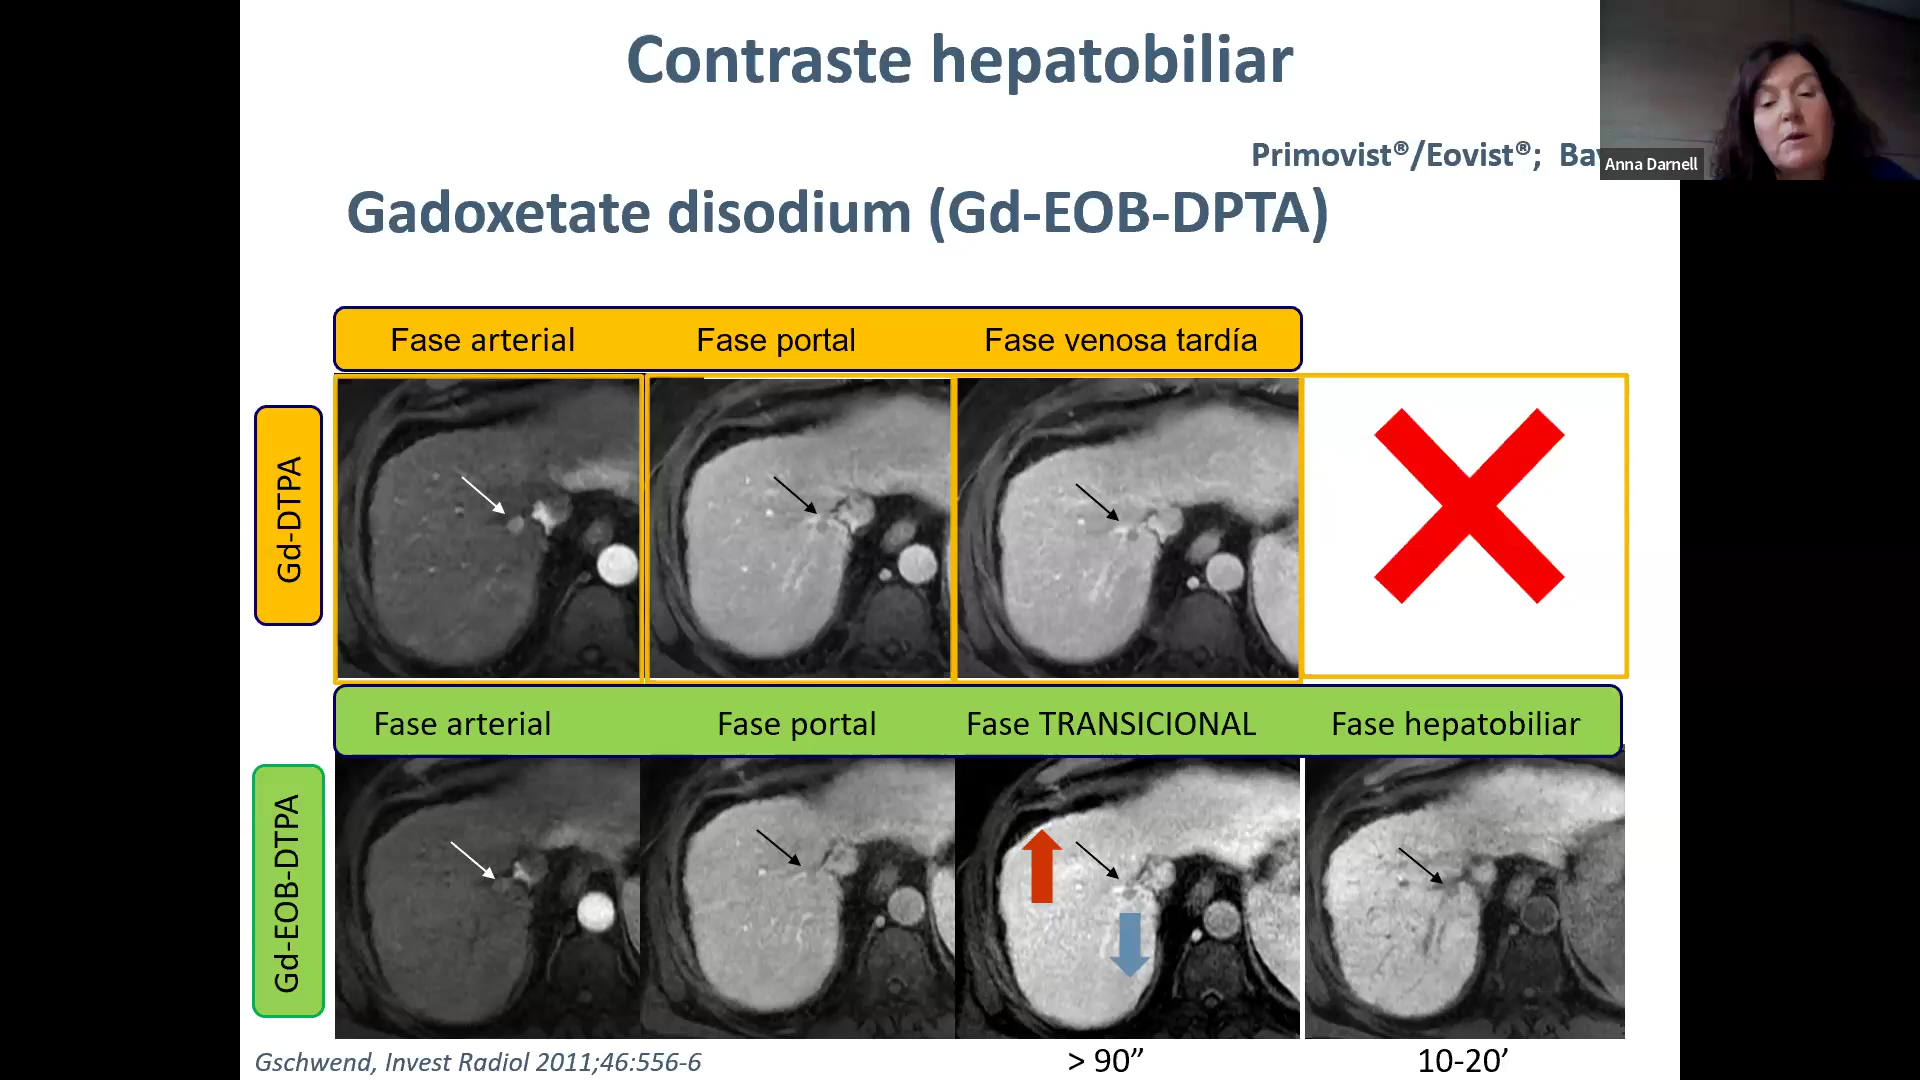 Contraste hepatobiliar
Primovist®/Eovist®;
Anna Darnell
Gadoxetate disodium (Gd-EOB-DPTA)
Fase arterial Fase portal Fase venosa tardía
Gd-DTPA
Fase arterial Fase portal Fase TRANSICIONAL Fase hepatobiliar
Gd-EOB-DTPA
Gschwend, Invest Radiol 2011;46:556-6
> 90” 10-20’